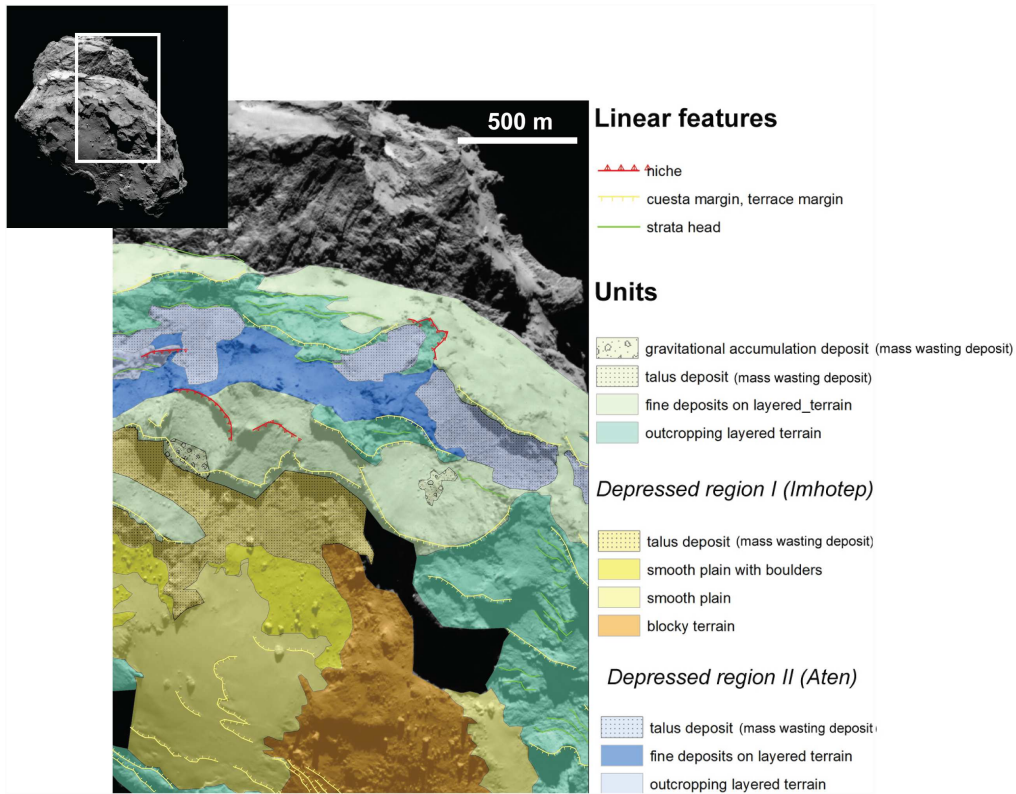 500 m
Linear features
niche
cuesta margin, terrace margin
strata head
Units
gravitational accumulation deposit (mass wasting deposit)
talus deposit (mass wasting deposit)
fine deposits on layered_terrain
outcropping layered terrain
Depressed region I (Imhotep)
talus deposit (mass wasting deposit)
smooth plain with boulders
smooth plain
blocky terrain
Depressed region II (Aten)
talus deposit (mass wasting deposit
fine deposits on layered terrain
outcropping layered terrain